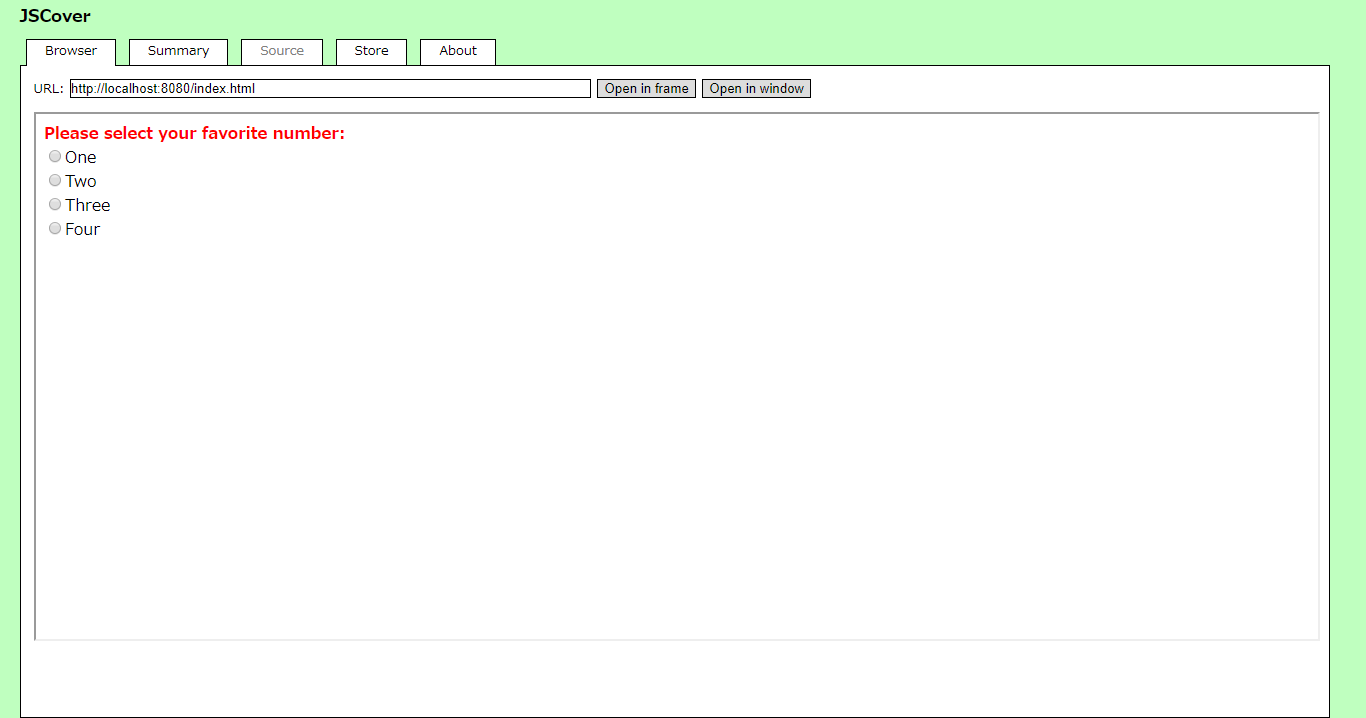 JSCover
Browser Summary Source Store About
URL: http://localhost:8080/index.html Open in frame Open in window
Please select your favorite number:
One
Two
Three
Four